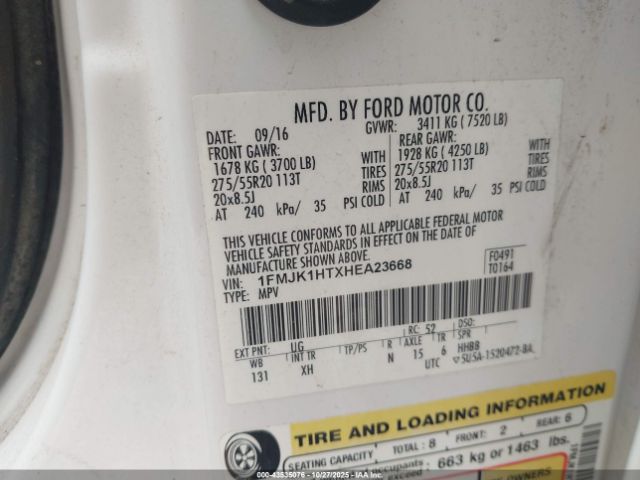 MFD. BY FORD MOTOR CO.
DATE: 09/16 GVWR: 3411 KG ( 7520 LB)
FRONT GAWR: REAR GAWR:
1678 KG ( 3700 LB) WITH 1928 KG ( 4250 LB) WITH
275/55R20 113T TIRES 275/55R20 113T TIRES
20x8.5J RIMS 20x8.5J RIMS
AT 240 kPa/ 35 PSI COLD AT 240 kPa/ 35 PSI COLD
THIS VEHICLE CONFORMS TO ALL APPLICABLE FEDERAL MOTOR
VEHICLE SAFETY STANDARDS IN EFFECT ON THE DATE OF
MANUFACTURE SHOWN ABOVE.
VIN: 1FMJK1HTXHEA23668 F0491
TYPE: MPV T0164
RC: 52 DSO:
EXT PNT: UG
WB INT TR TP/PS R AXLE TR SPR
131 XH N 15 6 HHBB
UTC ▽5U5A-1520472-BA
TIRE AND LOADING INFORMATION
SEATING CAPACITY TOTAL: 8 FRONT: 2 REAR: 6
occupants 663 kg or 1463 lbs.
exceed
OWNERS
<-- 43535076 - IAAI.com - 10/27/2025 -->